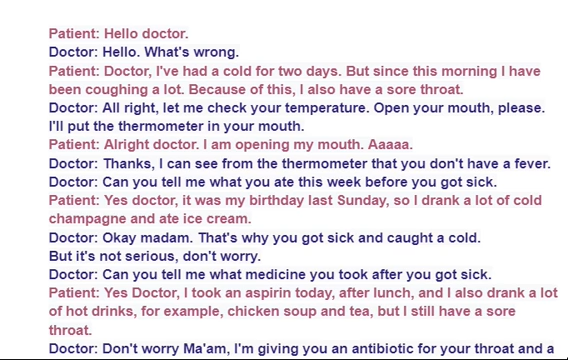 Patient: Hello doctor.
Doctor: Hello. What's wrong.
Patient: Doctor, I've had a cold for two days. But since this morning I have
been coughing a lot. Because of this, I also have a sore throat.
Doctor: All right, let me check your temperature. Open your mouth, please.
I'll put the thermometer in your mouth.
Patient: Alright doctor. I am opening my mouth. Aaaaa.
Doctor: Thanks, I can see from the thermometer that you don't have a fever.
Doctor: Can you tell me what you ate this week before you got sick.
Patient: Yes doctor, it was my birthday last Sunday, so I drank a lot of cold
champagne and ate ice cream.
Doctor: Okay madam. That's why you got sick and caught a cold.
But it's not serious, don't worry.
Doctor: Can you tell me what medicine you took after you got sick.
Patient: Yes Doctor, I took an aspirin today, after lunch, and I also drank a lot
of hot drinks, for example, chicken soup and tea, but I still have a sore
throat.
Doctor: Don't worry Ma'am, I'm giving you an antibiotic for your throat and a